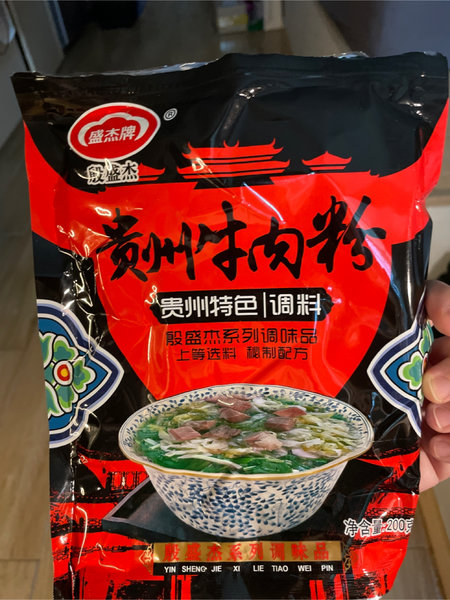 盛杰牌
®
殷盛杰
贵州牛肉粉
贵州特色|调料
殷盛杰系列调味品
上等选料 秘制配方
净含量:200克
殷盛杰系列调味品
YIN SHENG JIE XI LIE TIAO WEI PIN